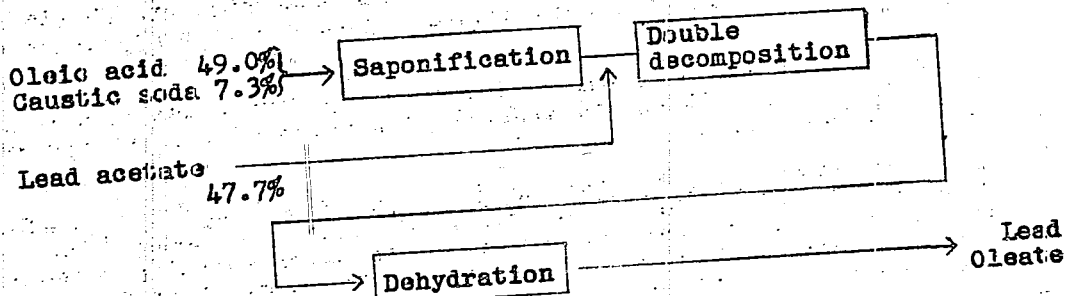 Oleic acid 49.0%
Caustic soda 7.3%
Saponification
Double
decomposition
Lead acetate
47.7%
Dehydration
Lead
Oleate